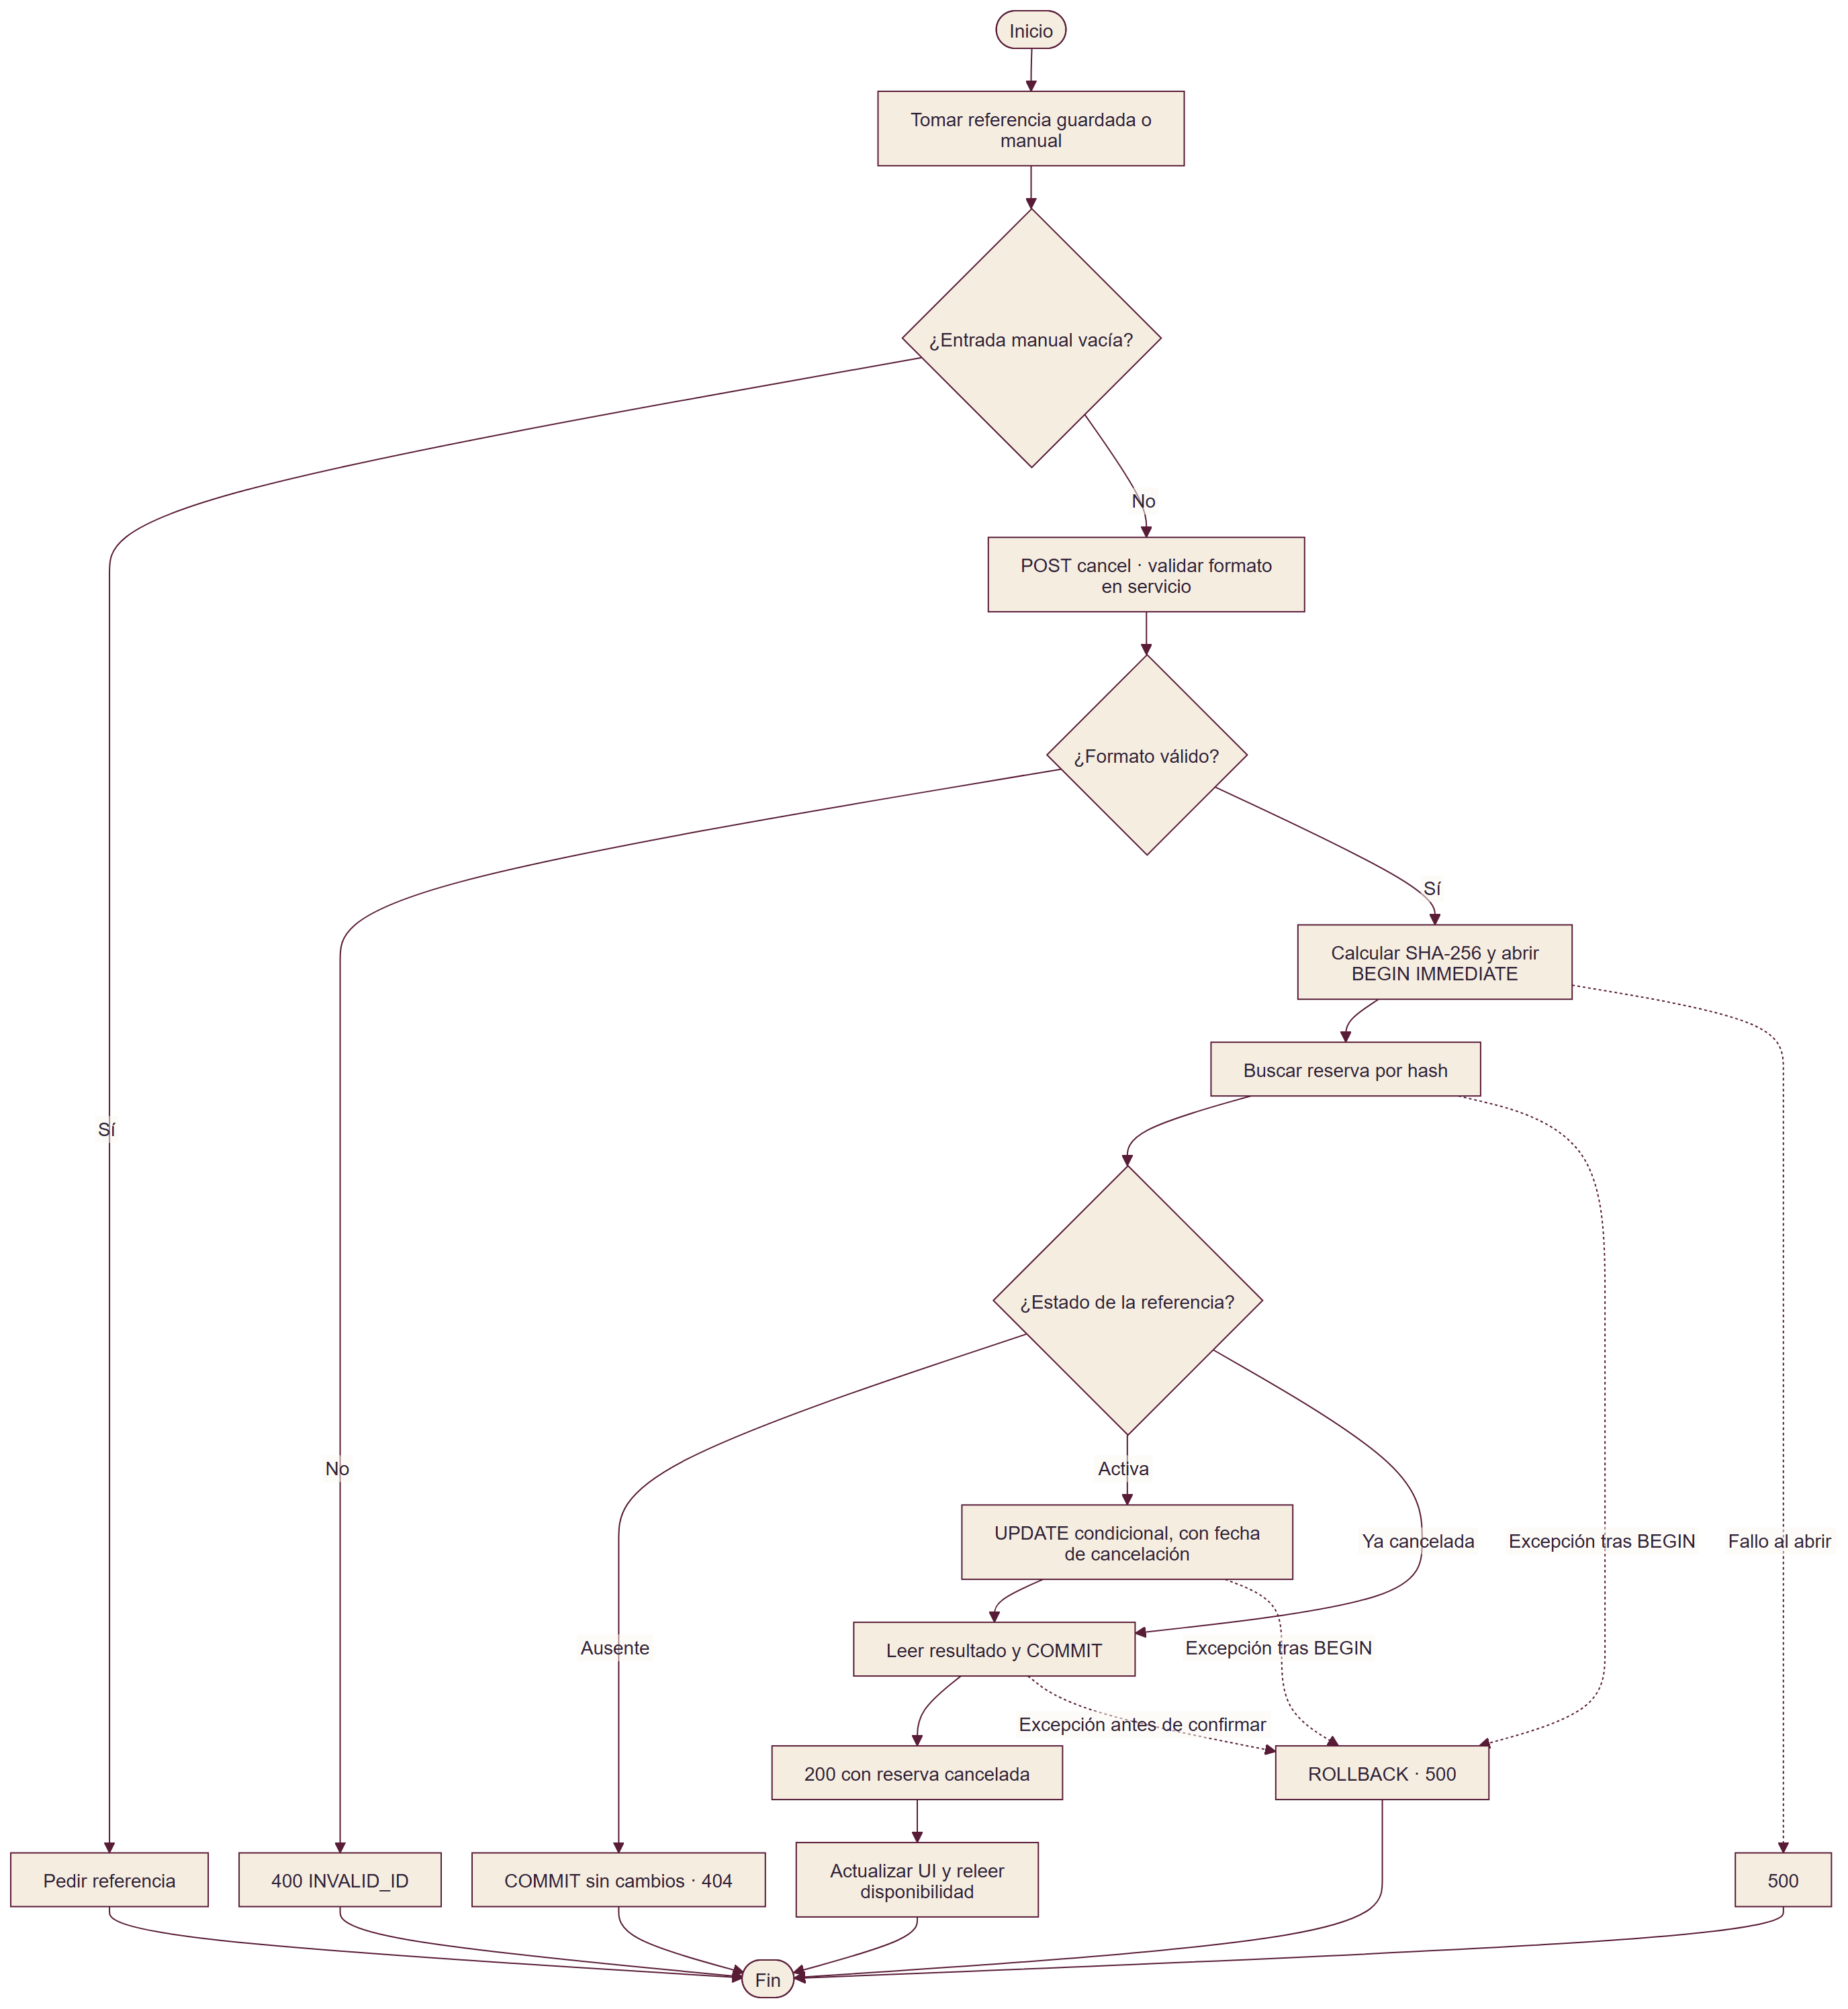 Inicio
Tomar referencia guardada o
manual
¿Entrada manual vacía?
No
POST cancel · validar formato
en servicio
¿Formato válido?
Sí
Calcular SHA-256 y abrir
BEGIN IMMEDIATE
Buscar reserva por hash
Sí
¿Estado de la referencia?
No
Activa
UPDATE condicional, con fecha
de cancelación
Ya cancelada
Excepción tras BEGIN
Fallo al abrir
Ausente
Leer resultado y COMMIT
Excepción tras BEGIN
Excepción antes de confirmar
200 con reserva cancelada
ROLLBACK · 500
Pedir referencia
400 INVALID_ID
COMMIT sin cambios · 404
Actualizar UI y releer
disponibilidad
500
Fin